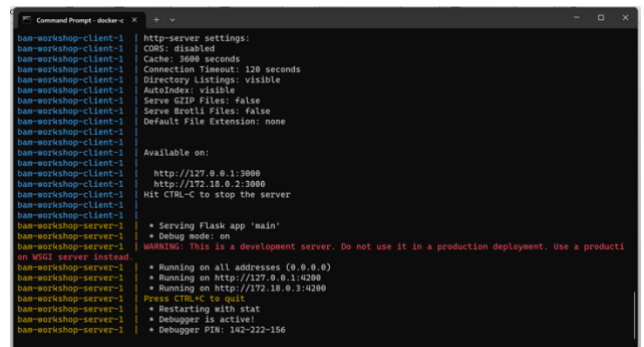 Command Prompt - docker-c
bam-workshop-client-1 | http-server settings:
bam-workshop-client-1 | CORS: disabled
bam-workshop-client-1 | Cache: 3600 seconds
bam-workshop-client-1 | Connection Timeout: 120 seconds
bam-workshop-client-1 | Directory Listings: visible
bam-workshop-client-1 | AutoIndex: visible
bam-workshop-client-1 | Serve GZIP Files: false
bam-workshop-client-1 | Serve Brotli Files: false
bam-workshop-client-1 | Default File Extension: none
bam-workshop-client-1 |
bam-workshop-client-1 |
bam-workshop-client-1 | Available on:
bam-workshop-client-1 |
bam-workshop-client-1 | http://127.0.0.1:3000
bam-workshop-client-1 | http://172.18.0.2:3000
bam-workshop-client-1 | Hit CTRL-C to stop the server
bam-workshop-client-1 |
bam-workshop-client-1 |
bam-workshop-server-1 | * Serving Flask app 'main'
bam-workshop-server-1 | * Debug mode: on
bam-workshop-server-1 | WARNING: This is a development server. Do not use it in a production deployment. Use a producti
on WSGI server instead.
bam-workshop-server-1 | * Running on all addresses (0.0.0.0)
bam-workshop-server-1 | * Running on http://127.0.0.1:4200
bam-workshop-server-1 | * Running on http://172.18.0.3:4200
bam-workshop-server-1 | Press CTRL+C to quit
bam-workshop-server-1 | * Restarting with stat
bam-workshop-server-1 | * Debugger is active!
bam-workshop-server-1 | * Debugger PIN: 142-222-156